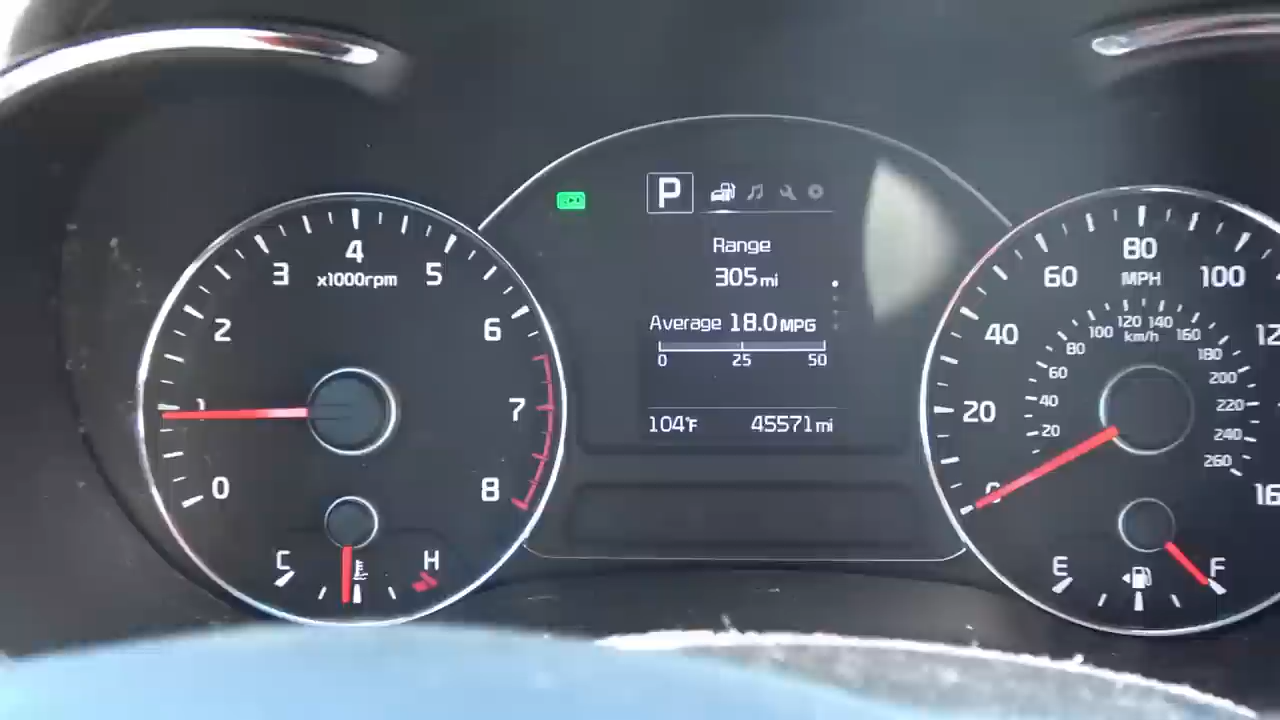 P
Range
305 mi
Average 18.0 MPG
0 25 50
104°F 45571 mi
0 1 2 3 4 5 6 7 8
x1000rpm
C H
0 20 40 60 80 100
MPH
20 40 60 80 100 120 140 160 180 200 220 240 260
km/h
E F